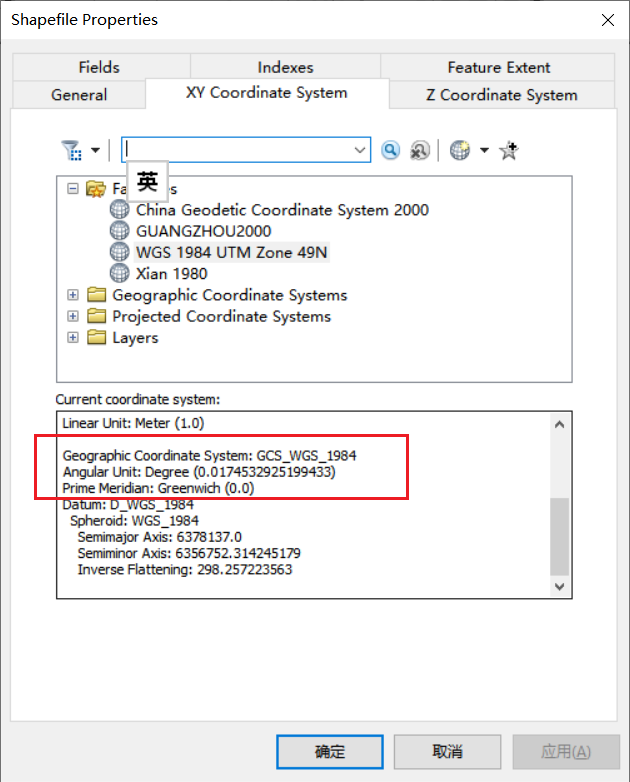 Shapefile Properties
Fields
Indexes
Feature Extent
General
XY Coordinate System
Z Coordinate System
英
Fa
es
China Geodetic Coordinate System 2000
GUANGZHOU2000
WGS 1984 UTM Zone 49N
Xian 1980
Geographic Coordinate Systems
Projected Coordinate Systems
Layers
Current coordinate system:
Linear Unit: Meter (1.0)
Geographic Coordinate System: GCS_WGS_1984
Angular Unit: Degree (0.0174532925199433)
Prime Meridian: Greenwich (0.0)
Datum: D_WGS_1984
Spheroid: WGS_1984
Semimajor Axis: 6378137.0
Semiminor Axis: 6356752.314245179
Inverse Flattening: 298.257223563
确定
取消
应用(A)